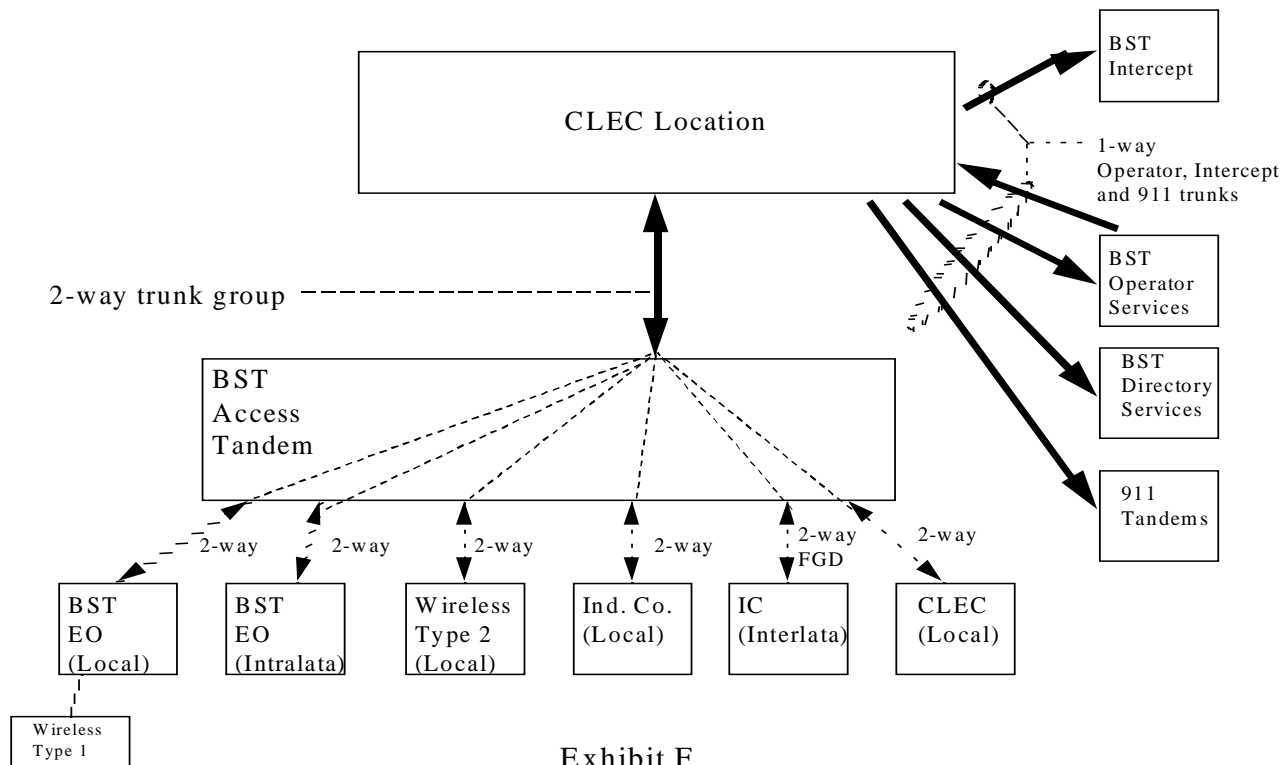 BST
Intercept
CLEC Location
1-way
Operator, Intercept
and 911 trunks
BST
Operator
Services
2-way trunk group
BST
Directory
Services
BST
Access
Tandem
911
Tandems
2-way
2-way
2-way
2-way
2-way
FGD
2-way
BST
EO
(Local)
BST
EO
(Intralata)
Wireless
Type 2
(Local)
Ind. Co.
(Local)
IC
(Interlata)
CLEC
(Local)
Wireless
Type 1